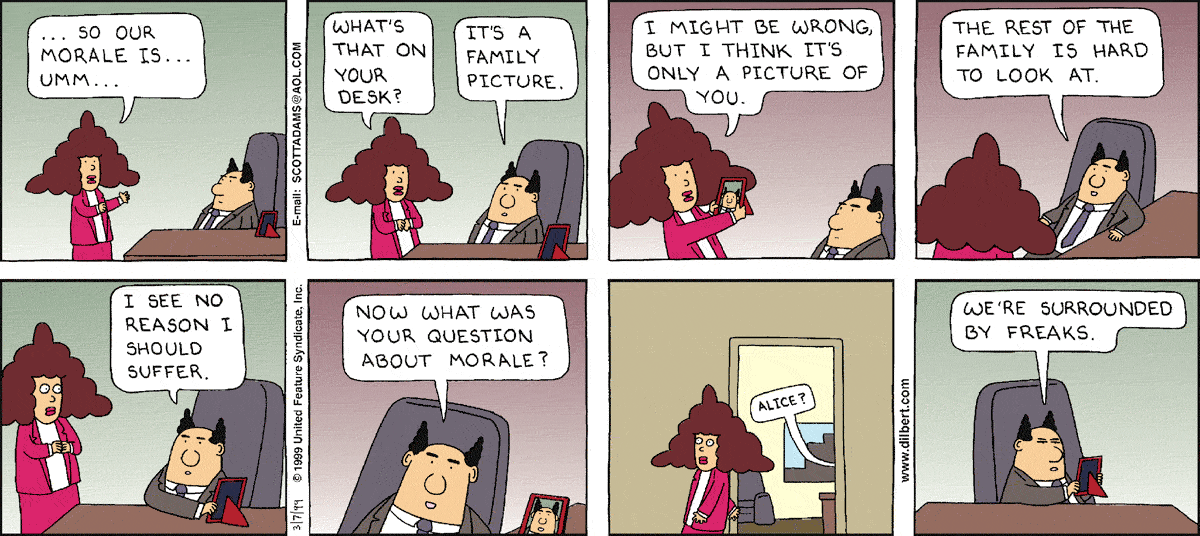 ... SO OUR
MORALE IS...
UMM...
E-mail: SCOTTADAMS@AOL.COM
WHAT'S
THAT ON
YOUR
DESK?
IT'S A
FAMILY
PICTURE.
I MIGHT BE WRONG,
BUT I THINK IT'S
ONLY A PICTURE OF
YOU.
THE REST OF THE
FAMILY IS HARD
TO LOOK AT.
I SEE NO
REASON I
SHOULD
SUFFER.
3/7/99 © 1999 United Feature Syndicate, Inc.
NOW WHAT WAS
YOUR QUESTION
ABOUT MORALE?
ALICE?
www.dilbert.com
WE'RE SURROUNDED
BY FREAKS.